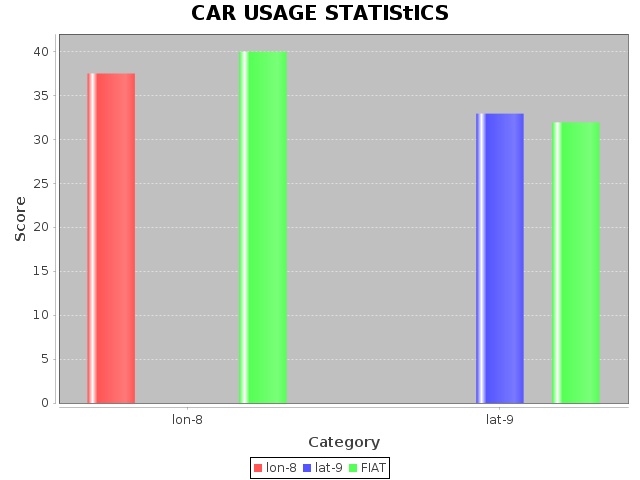 CAR USAGE STATIStICS
Score
40
35
30
25
20
15
10
5
0
lon-8 lat-9
Category
lon-8 lat-9 FIAT